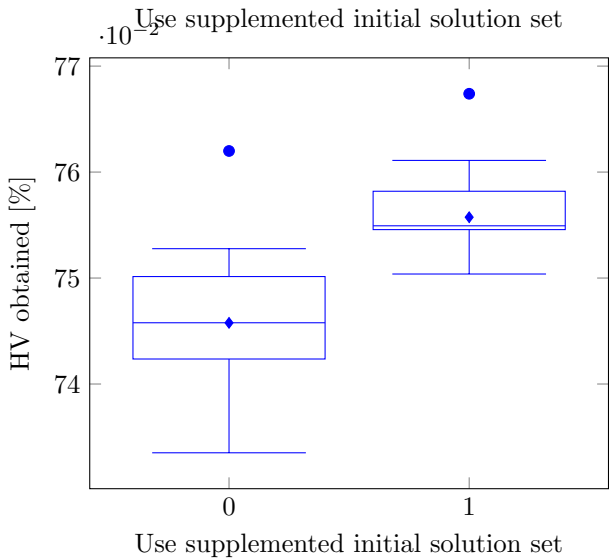 Use supplemented initial solution set
·10−2
77
76
75
74
HV obtained [%]
0 1
Use supplemented initial solution set